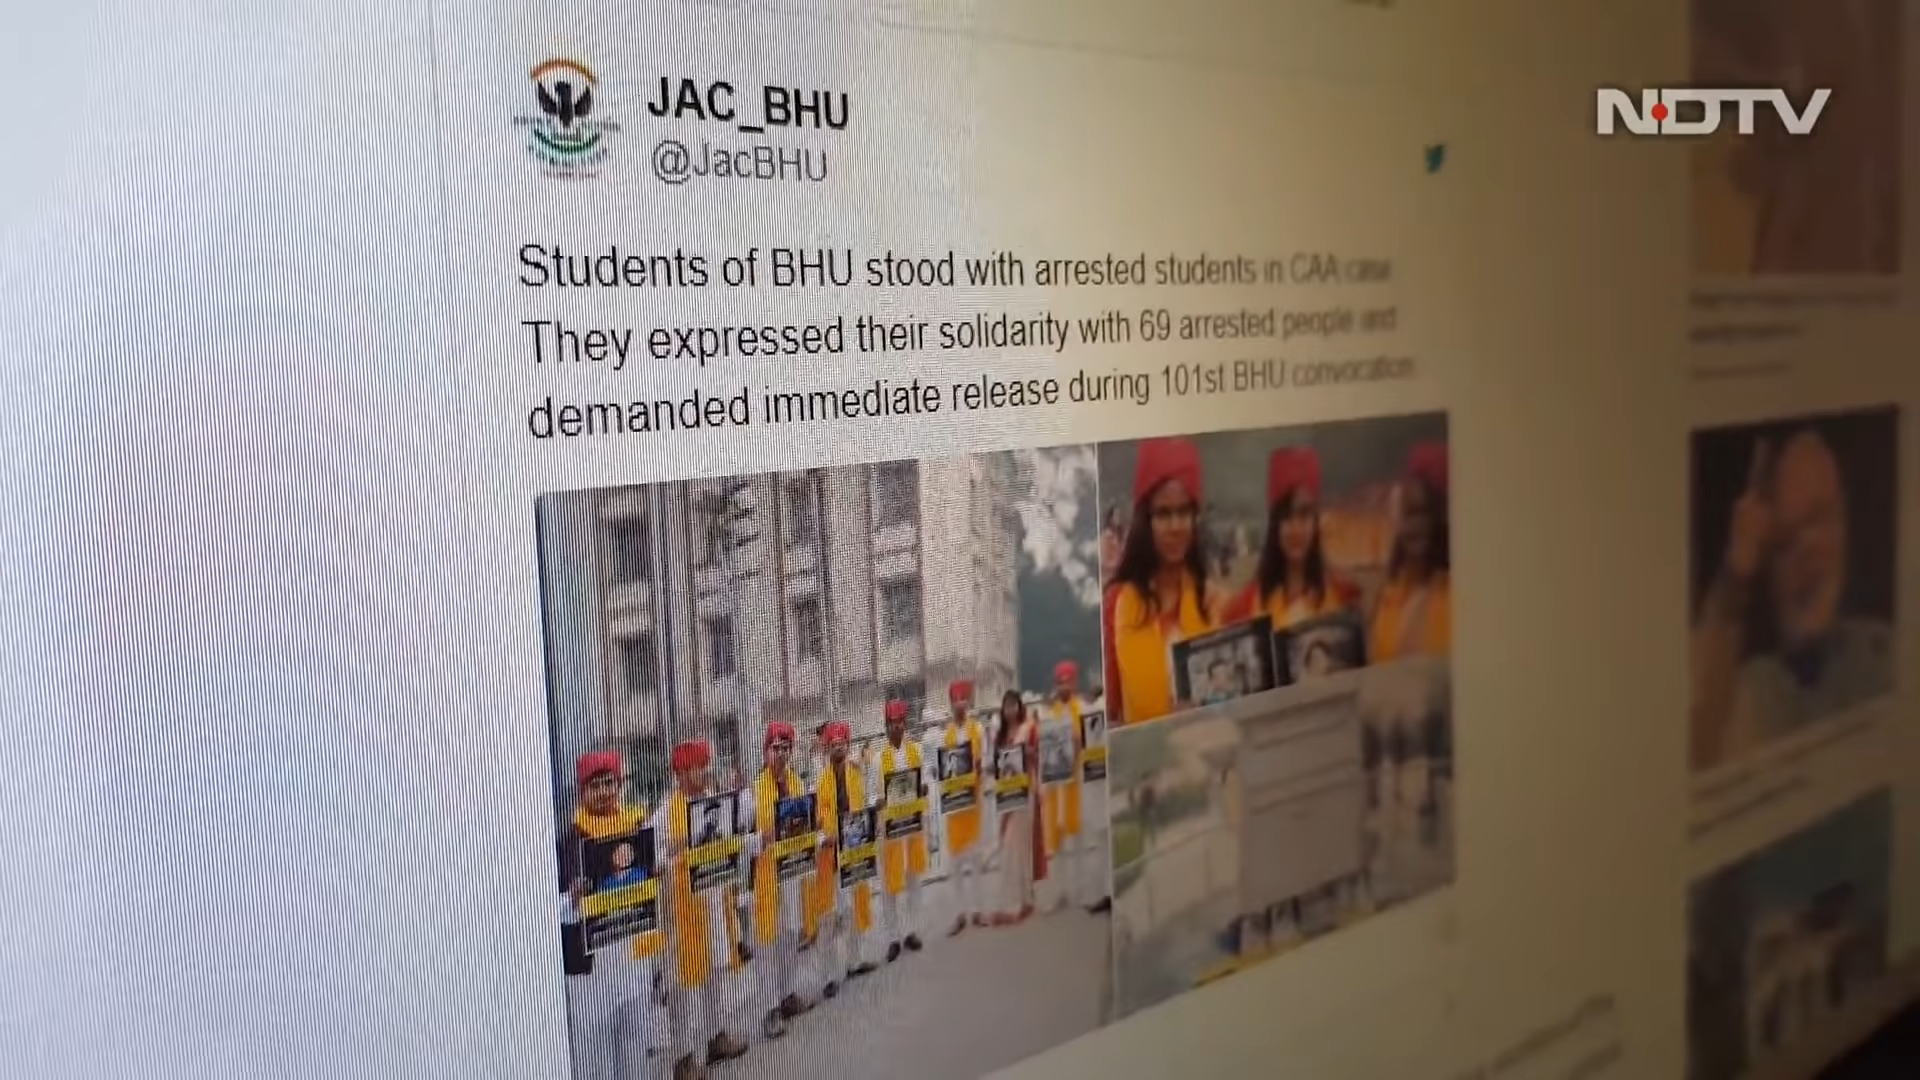 JAC_BHU
NDTV
@JacBHU
Students of BHU stood with arrested students in CAA case
They expressed their solidarity with 69 arrested people and
demanded immediate release during 101st BHU convocation